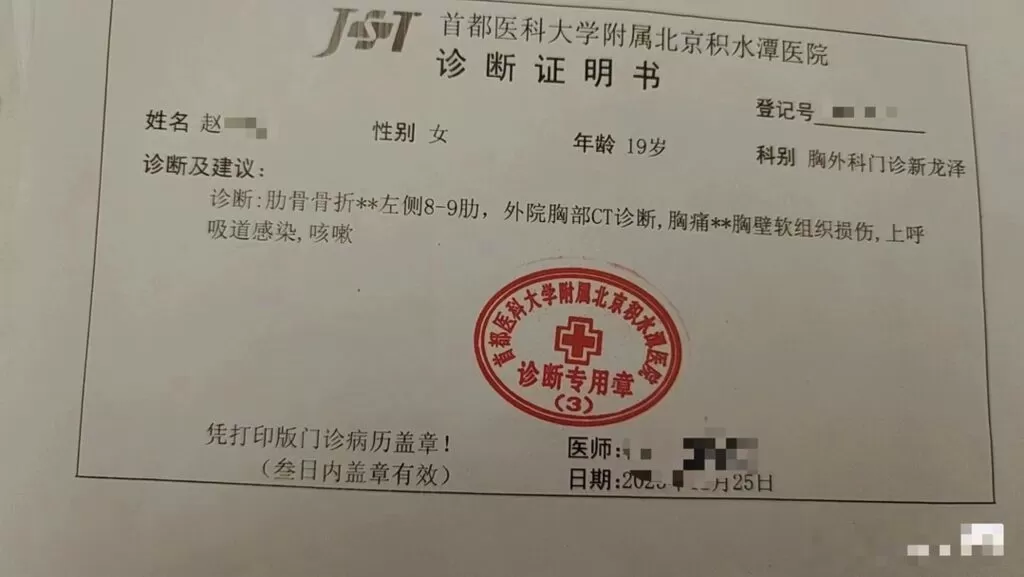 JST 首都医科大学附属北京积水潭医院
诊断证明书
登记号
姓名 赵 性别 女 年龄 19岁 科别 胸外科门诊新龙泽
诊断及建议:
诊断:肋骨骨折**左侧8-9肋, 外院胸部CT诊断,胸痛**胸壁软组织损伤,上呼
吸道感染,咳嗽
首都医科大学附属北京积水潭医院
诊断专用章
(3)
凭打印版门诊病历盖章!
(叁日内盖章有效)
医师:
日期: 月25日